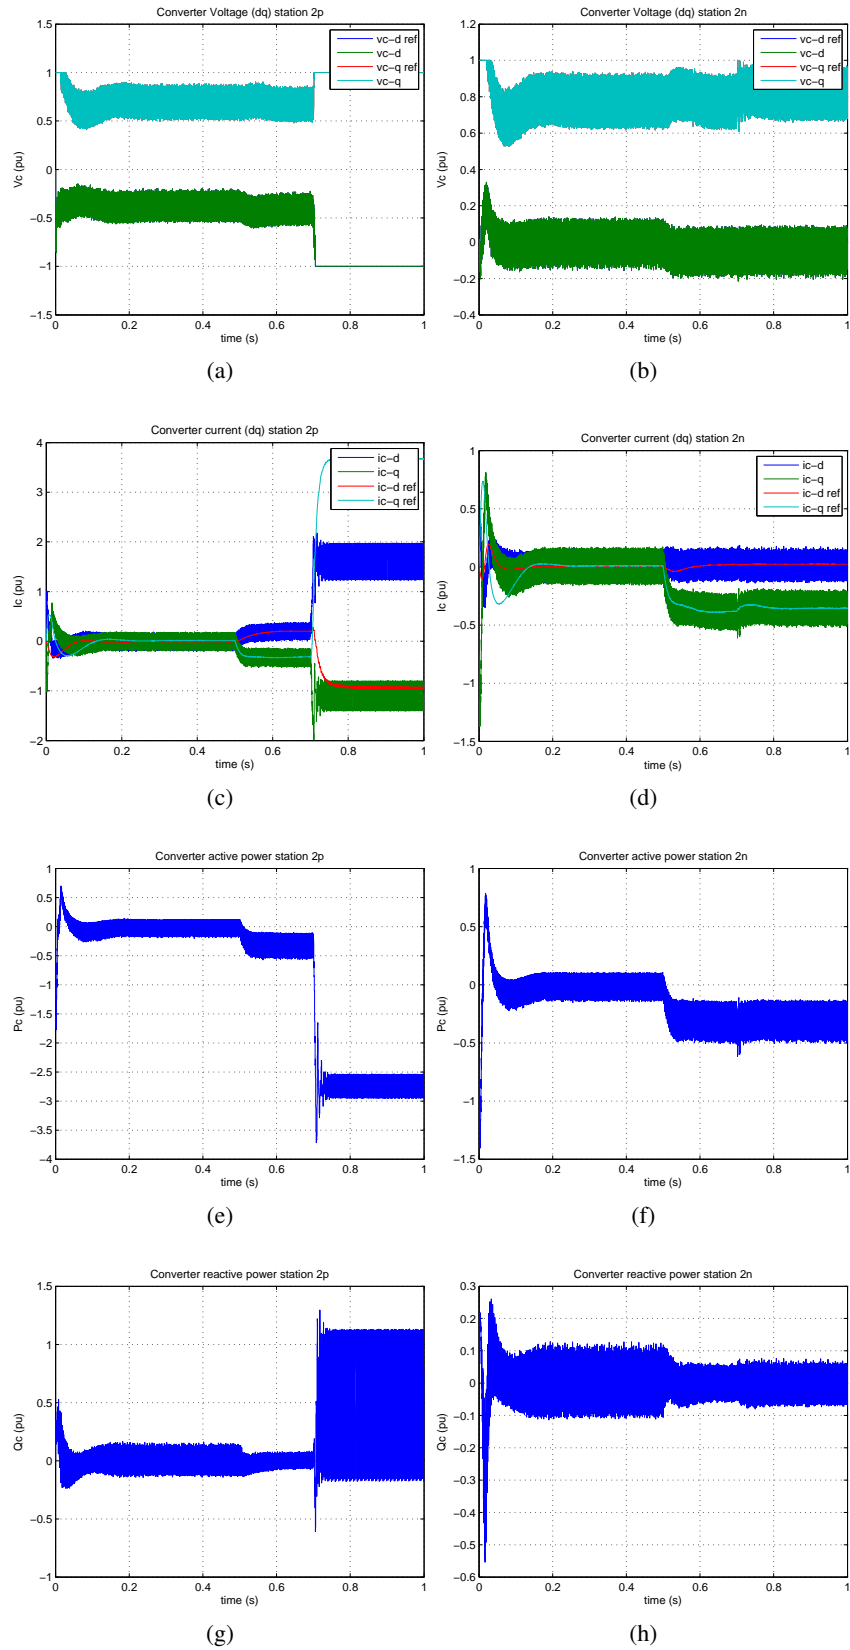 Converter Voltage (dq) station 2p
1.5
1
0.5
0
−0.5
−1
−1.5
Vc (pu)
0
0.2
0.4
0.6
0.8
1
time (s)
vc−d ref
vc−d
vc−q ref
vc−q
(a)
Converter Voltage (dq) station 2n
1.2
1
0.8
0.6
0.4
0.2
0
−0.2
−0.4
Vc (pu)
0
0.2
0.4
0.6
0.8
1
time (s)
vc−d ref
vc−d
vc−q ref
vc−q
(b)
Converter current (dq) station 2p
4
3
2
1
0
−1
−2
Ic (pu)
0
0.2
0.4
0.6
0.8
1
time (s)
ic−d
ic−q
ic−d ref
ic−q ref
(c)
Converter current (dq) station 2n
1
0.5
0
−0.5
−1
−1.5
Ic (pu)
0
0.2
0.4
0.6
0.8
1
time (s)
ic−d
ic−q
ic−d ref
ic−q ref
(d)
Converter active power station 2p
1
0.5
0
−0.5
−1
−1.5
−2
−2.5
−3
−3.5
−4
Pc (pu)
0
0.2
0.4
0.6
0.8
1
time (s)
(e)
Converter active power station 2n
1
0.5
0
−0.5
−1
−1.5
Pc (pu)
0
0.2
0.4
0.6
0.8
1
time (s)
(f)
Converter reactive power station 2p
1.5
1
0.5
0
−0.5
−1
Qc (pu)
0
0.2
0.4
0.6
0.8
1
time (s)
(g)
Converter reactive power station 2n
0.3
0.2
0.1
0
−0.1
−0.2
−0.3
−0.4
−0.5
−0.6
Qc (pu)
0
0.2
0.4
0.6
0.8
1
time (s)
(h)